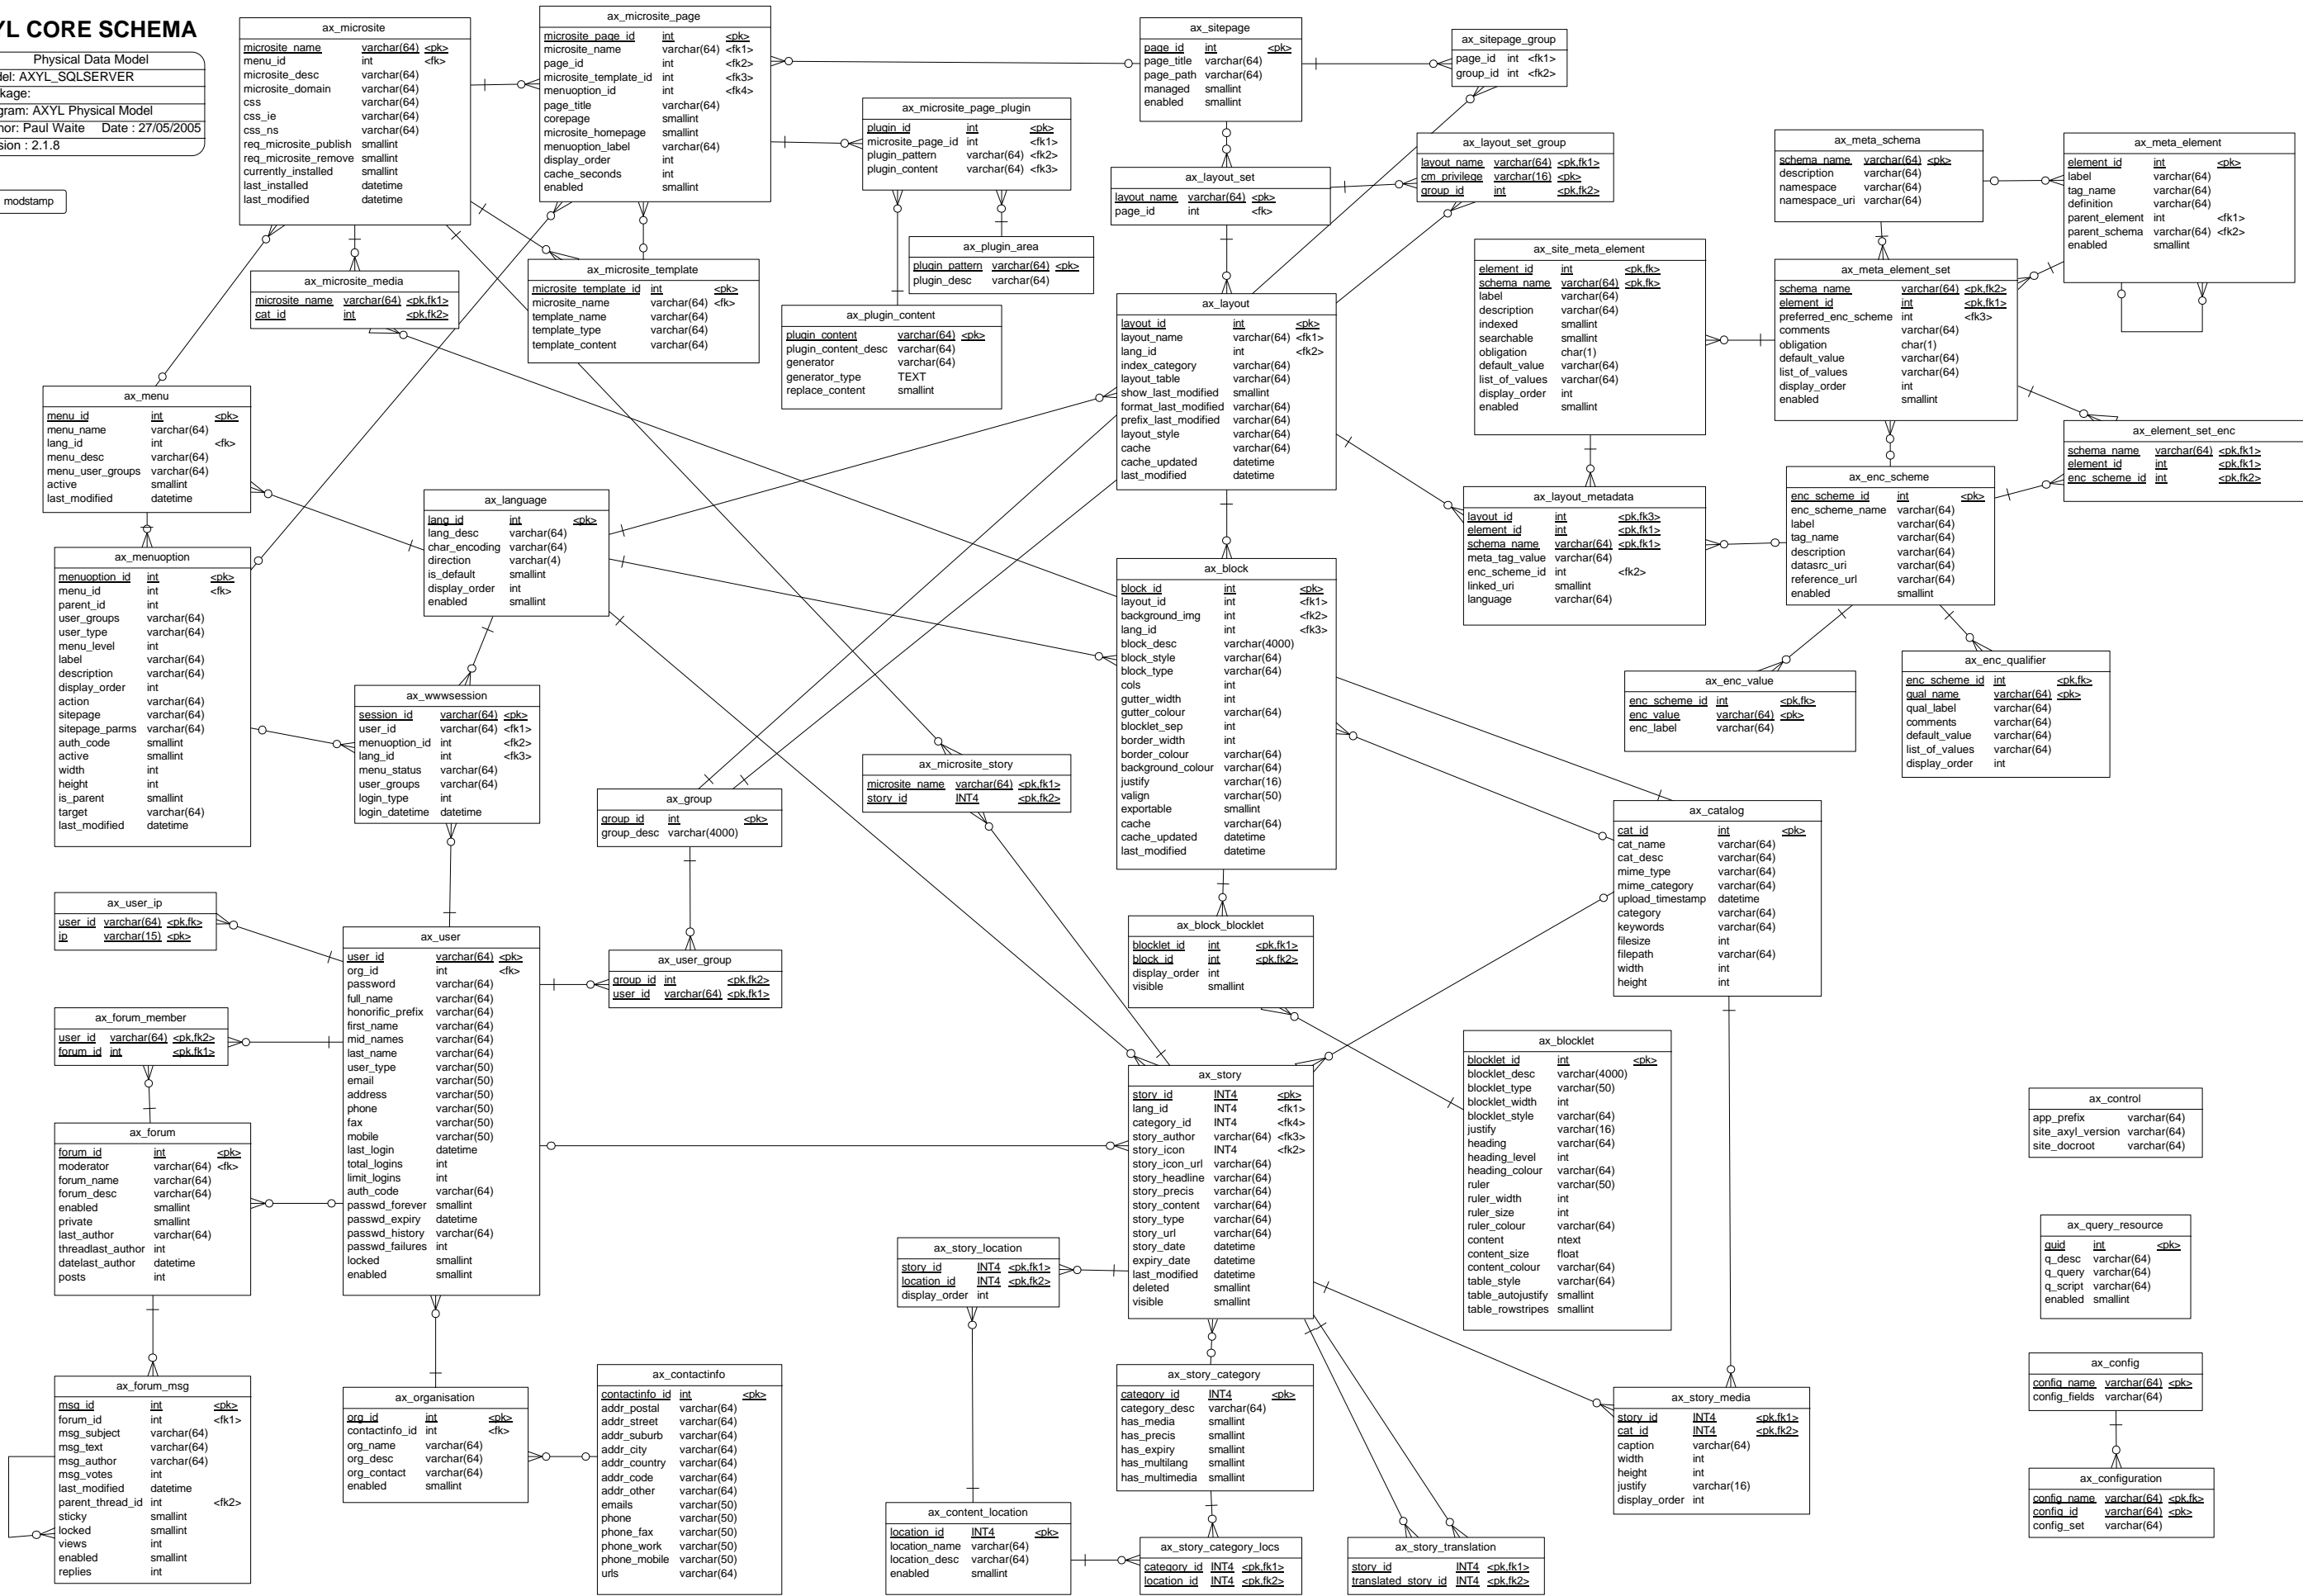 YL CORE SCHEMA
Physical Data Model
del: AXYL_SQLSERVER
kage:
gram: AXYL Physical Model
hor: Paul Waite Date : 27/05/2005
sion : 2.1.8
modstamp
ax_microsite
microsite_name varchar(64) <pk>
menu_id int <fk>
microsite_desc varchar(64)
microsite_domain varchar(64)
css varchar(64)
css_ie varchar(64)
css_ns varchar(64)
req_microsite_publish smallint
req_microsite_remove smallint
currently_installed smallint
last_installed datetime
last_modified datetime
ax_microsite_page
microsite_page_id int <pk>
microsite_name varchar(64) <fk1>
page_id int <fk2>
microsite_template_id int <fk3>
menuoption_id int <fk4>
page_title varchar(64)
corepage smallint
microsite_homepage smallint
menuoption_label varchar(64)
display_order int
cache_seconds int
enabled smallint
ax_sitepage
page_id int <pk>
page_title varchar(64)
page_path varchar(64)
managed smallint
enabled smallint
ax_sitepage_group
page_id int <fk1>
group_id int <fk2>
ax_microsite_page_plugin
plugin_id int <pk>
microsite_page_id int <fk1>
plugin_pattern varchar(64) <fk2>
plugin_content varchar(64) <fk3>
ax_layout_set_group
layout_name varchar(64) <pk,fk1>
cm_privilege varchar(16) <pk>
group_id int <pk,fk2>
ax_layout_set
layout_name varchar(64) <pk>
page_id int <fk>
ax_meta_schema
schema_name varchar(64) <pk>
description varchar(64)
namespace varchar(64)
namespace_uri varchar(64)
ax_meta_element
element_id int <pk>
label varchar(64)
tag_name varchar(64)
definition varchar(64)
parent_element int <fk1>
parent_schema varchar(64) <fk2>
enabled smallint
ax_plugin_area
plugin_pattern varchar(64) <pk>
plugin_desc varchar(64)
ax_microsite_media
microsite_name varchar(64) <pk,fk1>
cat_id int <pk,fk2>
ax_microsite_template
microsite_template_id int <pk>
microsite_name varchar(64) <fk>
template_name varchar(64)
template_type varchar(64)
template_content varchar(64)
ax_plugin_content
plugin_content varchar(64) <pk>
plugin_content_desc varchar(64)
generator varchar(64)
generator_type TEXT
replace_content smallint
ax_layout
layout_id int <pk>
layout_name varchar(64) <fk1>
lang_id int <fk2>
index_category varchar(64)
layout_table varchar(64)
show_last_modified smallint
format_last_modified varchar(64)
prefix_last_modified varchar(64)
layout_style varchar(64)
cache varchar(64)
cache_updated datetime
last_modified datetime
ax_site_meta_element
element_id int <pk,fk>
schema_name varchar(64) <pk,fk>
label varchar(64)
description varchar(64)
indexed smallint
searchable smallint
obligation char(1)
default_value varchar(64)
list_of_values varchar(64)
display_order int
enabled smallint
ax_meta_element_set
schema_name varchar(64) <pk,fk2>
element_id int <pk,fk1>
preferred_enc_scheme int <fk3>
comments varchar(64)
obligation char(1)
default_value varchar(64)
list_of_values varchar(64)
display_order int
enabled smallint
ax_element_set_enc
schema_name varchar(64) <pk,fk1>
element_id int <pk,fk1>
enc_scheme_id int <pk,fk2>
ax_menu
menu_id int <pk>
menu_name varchar(64)
lang_id int <fk>
menu_desc varchar(64)
menu_user_groups varchar(64)
active smallint
last_modified datetime
ax_language
lang_id int <pk>
lang_desc varchar(64)
char_encoding varchar(64)
direction varchar(4)
is_default smallint
display_order int
enabled smallint
ax_layout_metadata
layout_id int <pk,fk3>
element_id int <pk,fk1>
schema_name varchar(64) <pk,fk1>
meta_tag_value varchar(64)
enc_scheme_id int <fk2>
linked_uri smallint
language varchar(64)
ax_enc_scheme
enc_scheme_id int <pk>
enc_scheme_name varchar(64)
label varchar(64)
tag_name varchar(64)
description varchar(64)
datasrc_uri varchar(64)
reference_url varchar(64)
enabled smallint
ax_menuoption
menuoption_id int <pk>
menu_id int <fk>
parent_id int
user_groups varchar(64)
user_type varchar(64)
menu_level int
label varchar(64)
description varchar(64)
display_order int
action varchar(64)
sitepage varchar(64)
sitepage_parms varchar(64)
auth_code smallint
active smallint
width int
height int
is_parent smallint
target varchar(64)
last_modified datetime
ax_block
block_id int <pk>
layout_id int <fk1>
background_img int <fk2>
lang_id int <fk3>
block_desc varchar(4000)
block_style varchar(64)
block_type varchar(64)
cols int
gutter_width int
gutter_colour varchar(64)
blocklet_sep int
border_width int
border_colour varchar(64)
background_colour varchar(64)
justify varchar(16)
valign varchar(50)
exportable smallint
cache varchar(64)
cache_updated datetime
last_modified datetime
ax_enc_value
enc_scheme_id int <pk,fk>
enc_value varchar(64) <pk>
enc_label varchar(64)
ax_enc_qualifier
enc_scheme_id int <pk,fk>
qual_name varchar(64) <pk>
qual_label varchar(64)
comments varchar(64)
default_value varchar(64)
list_of_values varchar(64)
display_order int
ax_wwwsession
session_id varchar(64) <pk>
user_id varchar(64) <fk1>
menuoption_id int <fk2>
lang_id int <fk3>
menu_status varchar(64)
user_groups varchar(64)
login_type int
login_datetime datetime
ax_group
group_id int <pk>
group_desc varchar(4000)
ax_microsite_story
microsite_name varchar(64) <pk,fk1>
story_id INT4 <pk,fk2>
ax_catalog
cat_id int <pk>
cat_name varchar(64)
cat_desc varchar(64)
mime_type varchar(64)
mime_category varchar(64)
upload_timestamp datetime
category varchar(64)
keywords varchar(64)
filesize int
filepath varchar(64)
width int
height int
ax_user_ip
user_id varchar(64) <pk,fk>
ip varchar(15) <pk>
ax_user
user_id varchar(64) <pk>
org_id int <fk>
password varchar(64)
full_name varchar(64)
honorific_prefix varchar(64)
first_name varchar(64)
mid_names varchar(64)
last_name varchar(64)
user_type varchar(50)
email varchar(50)
address varchar(50)
phone varchar(50)
fax varchar(50)
mobile varchar(50)
last_login datetime
total_logins int
limit_logins int
auth_code varchar(64)
passwd_forever smallint
passwd_expiry datetime
passwd_history varchar(64)
passwd_failures int
locked smallint
enabled smallint
ax_user_group
group_id int <pk,fk2>
user_id varchar(64) <pk,fk1>
ax_block_blocklet
blocklet_id int <pk,fk1>
block_id int <pk,fk2>
display_order int
visible smallint
ax_forum_member
user_id varchar(64) <pk,fk2>
forum_id int <pk,fk1>
ax_forum
forum_id int <pk>
moderator varchar(64) <fk>
forum_name varchar(64)
forum_desc varchar(64)
enabled smallint
private smallint
last_author varchar(64)
threadlast_author int
datelast_author datetime
posts int
ax_story
story_id INT4 <pk>
lang_id INT4 <fk1>
category_id INT4 <fk4>
story_author varchar(64) <fk3>
story_icon INT4 <fk2>
story_icon_url varchar(64)
story_headline varchar(64)
story_precis varchar(64)
story_content varchar(64)
story_type varchar(64)
story_url varchar(64)
story_date datetime
expiry_date datetime
last_modified datetime
deleted smallint
visible smallint
ax_blocklet
blocklet_id int <pk>
blocklet_desc varchar(4000)
blocklet_type varchar(50)
blocklet_width int
blocklet_style varchar(64)
justify varchar(16)
heading varchar(64)
heading_level int
heading_colour varchar(64)
ruler varchar(50)
ruler_width int
ruler_size int
ruler_colour varchar(64)
content ntext
content_size float
content_colour varchar(64)
table_style varchar(64)
table_autojustify smallint
table_rowstripes smallint
ax_control
app_prefix varchar(64)
site_axyl_version varchar(64)
site_docroot varchar(64)
ax_query_resource
quid int <pk>
q_desc varchar(64)
q_query varchar(64)
q_script varchar(64)
enabled smallint
ax_story_location
story_id INT4 <pk,fk1>
location_id INT4 <pk,fk2>
display_order int
ax_config
config_name varchar(64) <pk>
config_fields varchar(64)
ax_forum_msg
msg_id int <pk>
forum_id int <fk1>
msg_subject varchar(64)
msg_text varchar(64)
msg_author varchar(64)
msg_votes int
last_modified datetime
parent_thread_id int <fk2>
sticky smallint
locked smallint
views int
enabled smallint
replies int
ax_organisation
org_id int <pk>
contactinfo_id int <fk>
org_name varchar(64)
org_desc varchar(64)
org_contact varchar(64)
enabled smallint
ax_contactinfo
contactinfo_id int <pk>
addr_postal varchar(64)
addr_street varchar(64)
addr_suburb varchar(64)
addr_city varchar(64)
addr_country varchar(64)
addr_code varchar(64)
addr_other varchar(64)
emails varchar(50)
phone varchar(50)
phone_fax varchar(50)
phone_work varchar(50)
phone_mobile varchar(50)
urls varchar(64)
ax_story_category
category_id INT4 <pk>
category_desc varchar(64)
has_media smallint
has_precis smallint
has_expiry smallint
has_multilang smallint
has_multimedia smallint
ax_story_media
story_id INT4 <pk,fk1>
cat_id INT4 <pk,fk2>
caption varchar(64)
width int
height int
justify varchar(16)
display_order int
ax_configuration
config_name varchar(64) <pk,fk>
config_id varchar(64) <pk>
config_set varchar(64)
ax_content_location
location_id INT4 <pk>
location_name varchar(64)
location_desc varchar(64)
enabled smallint
ax_story_category_locs
category_id INT4 <pk,fk1>
location_id INT4 <pk,fk2>
ax_story_translation
story_id INT4 <pk,fk1>
translated_story_id INT4 <pk,fk2>